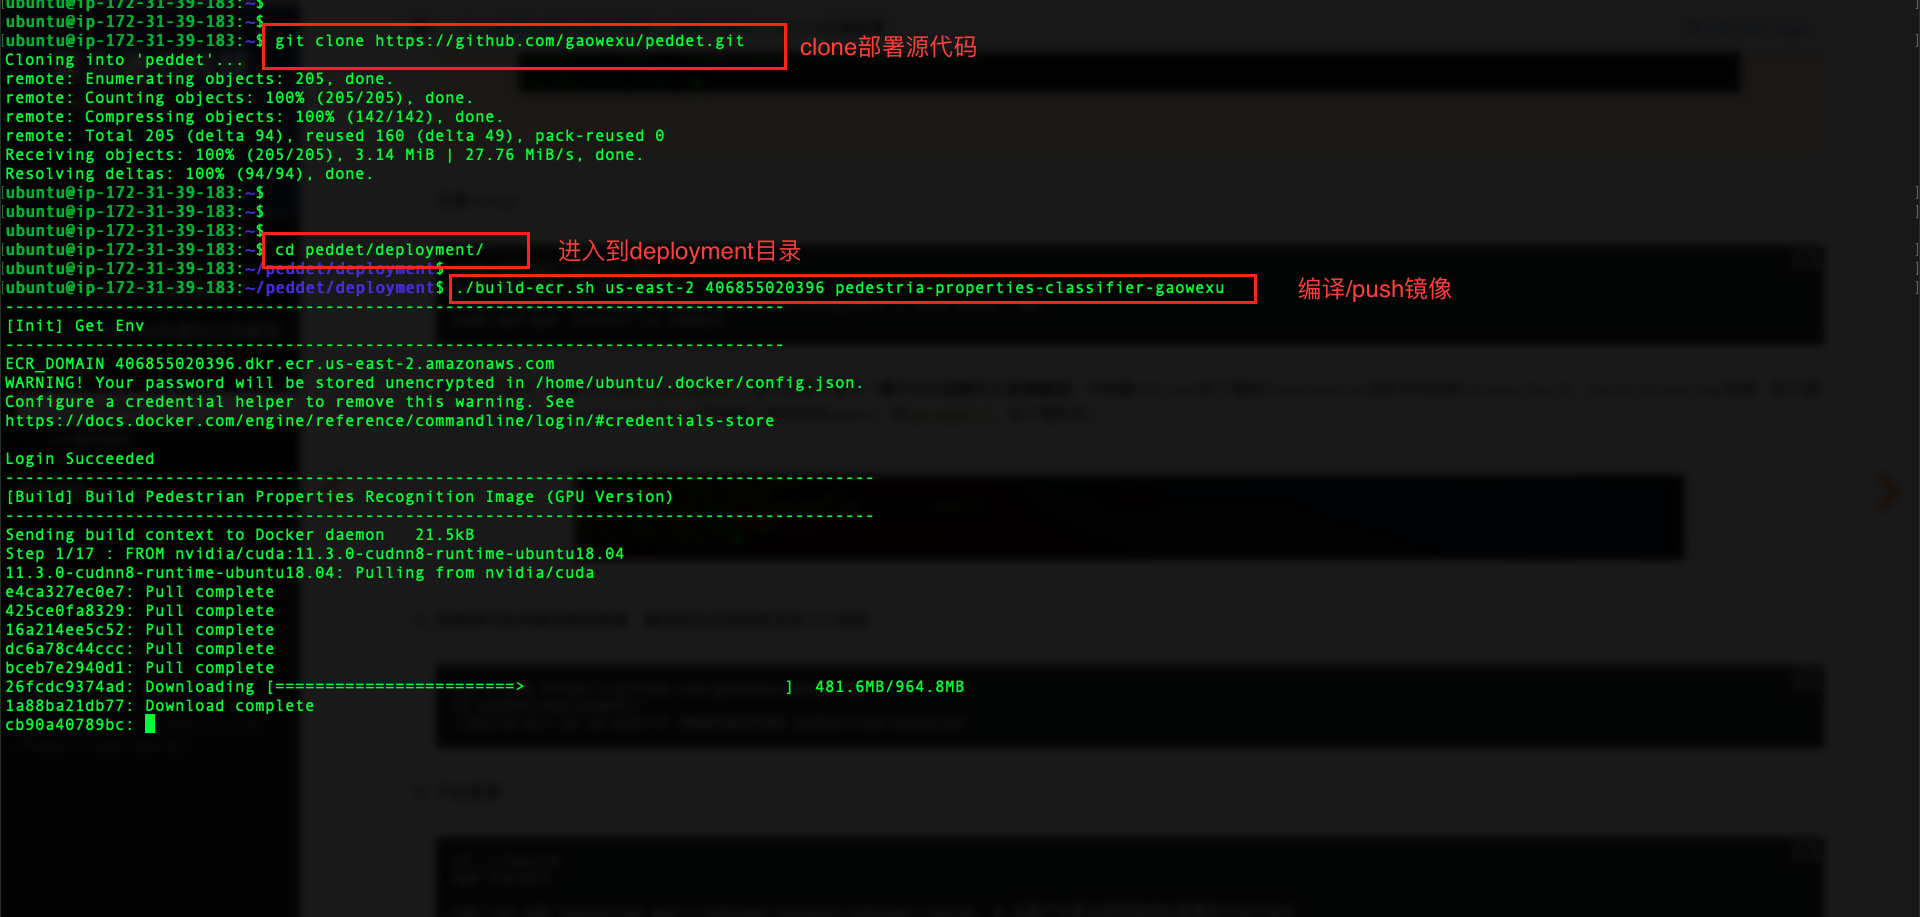 ubuntu@ip-172-31-39-183:~$
ubuntu@ip-172-31-39-183:~$
ubuntu@ip-172-31-39-183:~$ git clone https://github.com/gaowexu/peddet.git
clone部署源代码
Cloning into 'peddet'...
remote: Enumerating objects: 205, done.
remote: Counting objects: 100% (205/205), done.
remote: Compressing objects: 100% (142/142), done.
remote: Total 205 (delta 94), reused 160 (delta 49), pack-reused 0
Receiving objects: 100% (205/205), 3.14 MiB | 27.76 MiB/s, done.
Resolving deltas: 100% (94/94), done.
ubuntu@ip-172-31-39-183:~$
ubuntu@ip-172-31-39-183:~$
ubuntu@ip-172-31-39-183:~$
ubuntu@ip-172-31-39-183:~$ cd peddet/deployment/
进入到deployment目录
ubuntu@ip-172-31-39-183:~/peddet/deployment$
ubuntu@ip-172-31-39-183:~/peddet/deployment$ ./build-ecr.sh us-east-2 406855020396 pedestria-properties-classifier-gaowexu
编译/push镜像
------------------------------------------------------------------------------
[Init] Get Env
------------------------------------------------------------------------------
ECR_DOMAIN 406855020396.dkr.ecr.us-east-2.amazonaws.com
WARNING! Your password will be stored unencrypted in /home/ubuntu/.docker/config.json.
Configure a credential helper to remove this warning. See
https://docs.docker.com/engine/reference/commandline/login/#credentials-store
Login Succeeded
---------------------------------------------------------------------------------------
[Build] Build Pedestrian Properties Recognition Image (GPU Version)
---------------------------------------------------------------------------------------
Sending build context to Docker daemon   21.5kB
Step 1/17 : FROM nvidia/cuda:11.3.0-cudnn8-runtime-ubuntu18.04
11.3.0-cudnn8-runtime-ubuntu18.04: Pulling from nvidia/cuda
e4ca327ec0e7: Pull complete
425ce0fa8329: Pull complete
16a214ee5c52: Pull complete
dc6a78c44ccc: Pull complete
bceb7e2940d1: Pull complete
26fcdc9374ad: Downloading [========================>                          ]  481.6MB/964.8MB
1a88ba21db77: Download complete
cb90a40789bc: